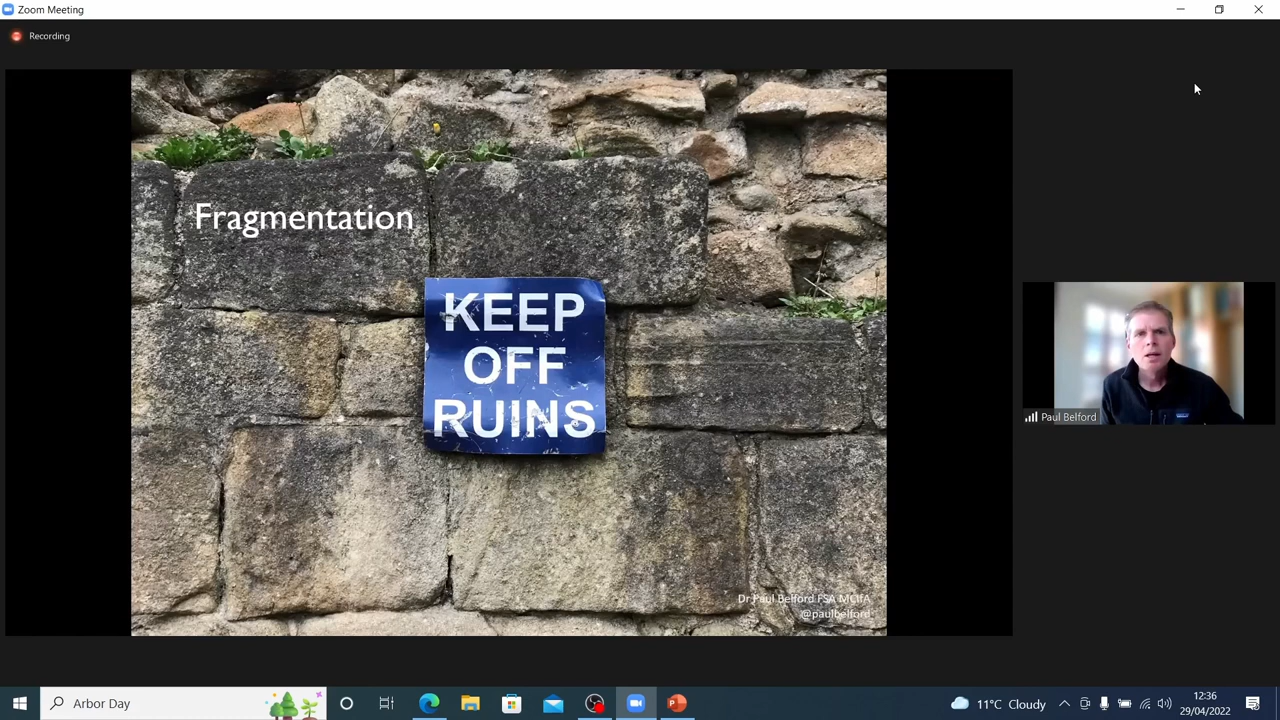 Zoom Meeting
Recording
Fragmentation
KEEP
OFF
RUINS
Dr Paul Belford FSA MCIfA
@paulbelford
Paul Belford
Arbor Day
11°C Cloudy
12:36
29/04/2022